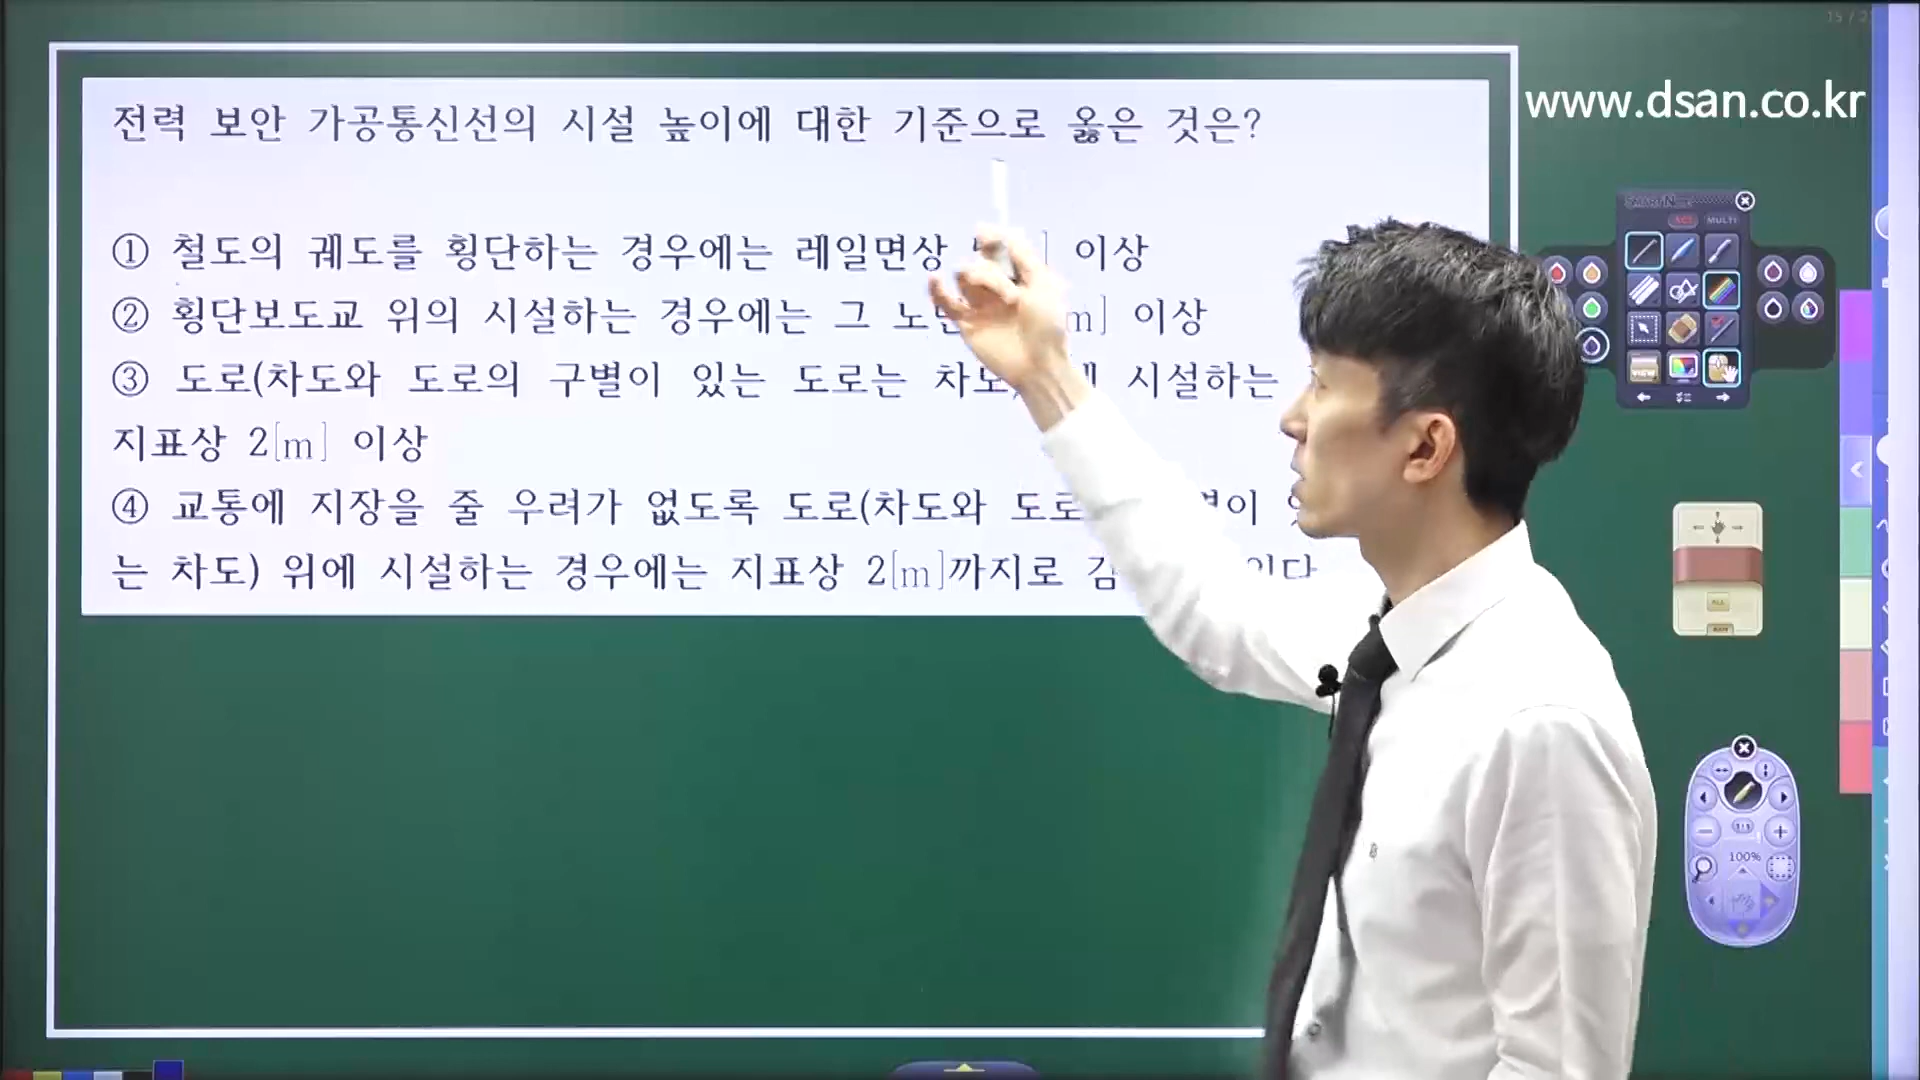 www.dsan.co.kr
전력 보안 가공통신선의 시설 높이에 대한 기준으로 옳은 것은?
① 철도의 궤도를 횡단하는 경우에는 레일면상 이상
② 횡단보도교 위의 시설하는 경우에는 그 m] 이상
③ 도로(차도와 도로의 구별이 있는 도로는 시설하는
지표상 2[m] 이상
④ 교통에 지장을 줄 우려가 없도록 도로(차도와
는 차도) 위에 시설하는 경우에는 지표상 2[m]까지로
MULTI
ALL
100%